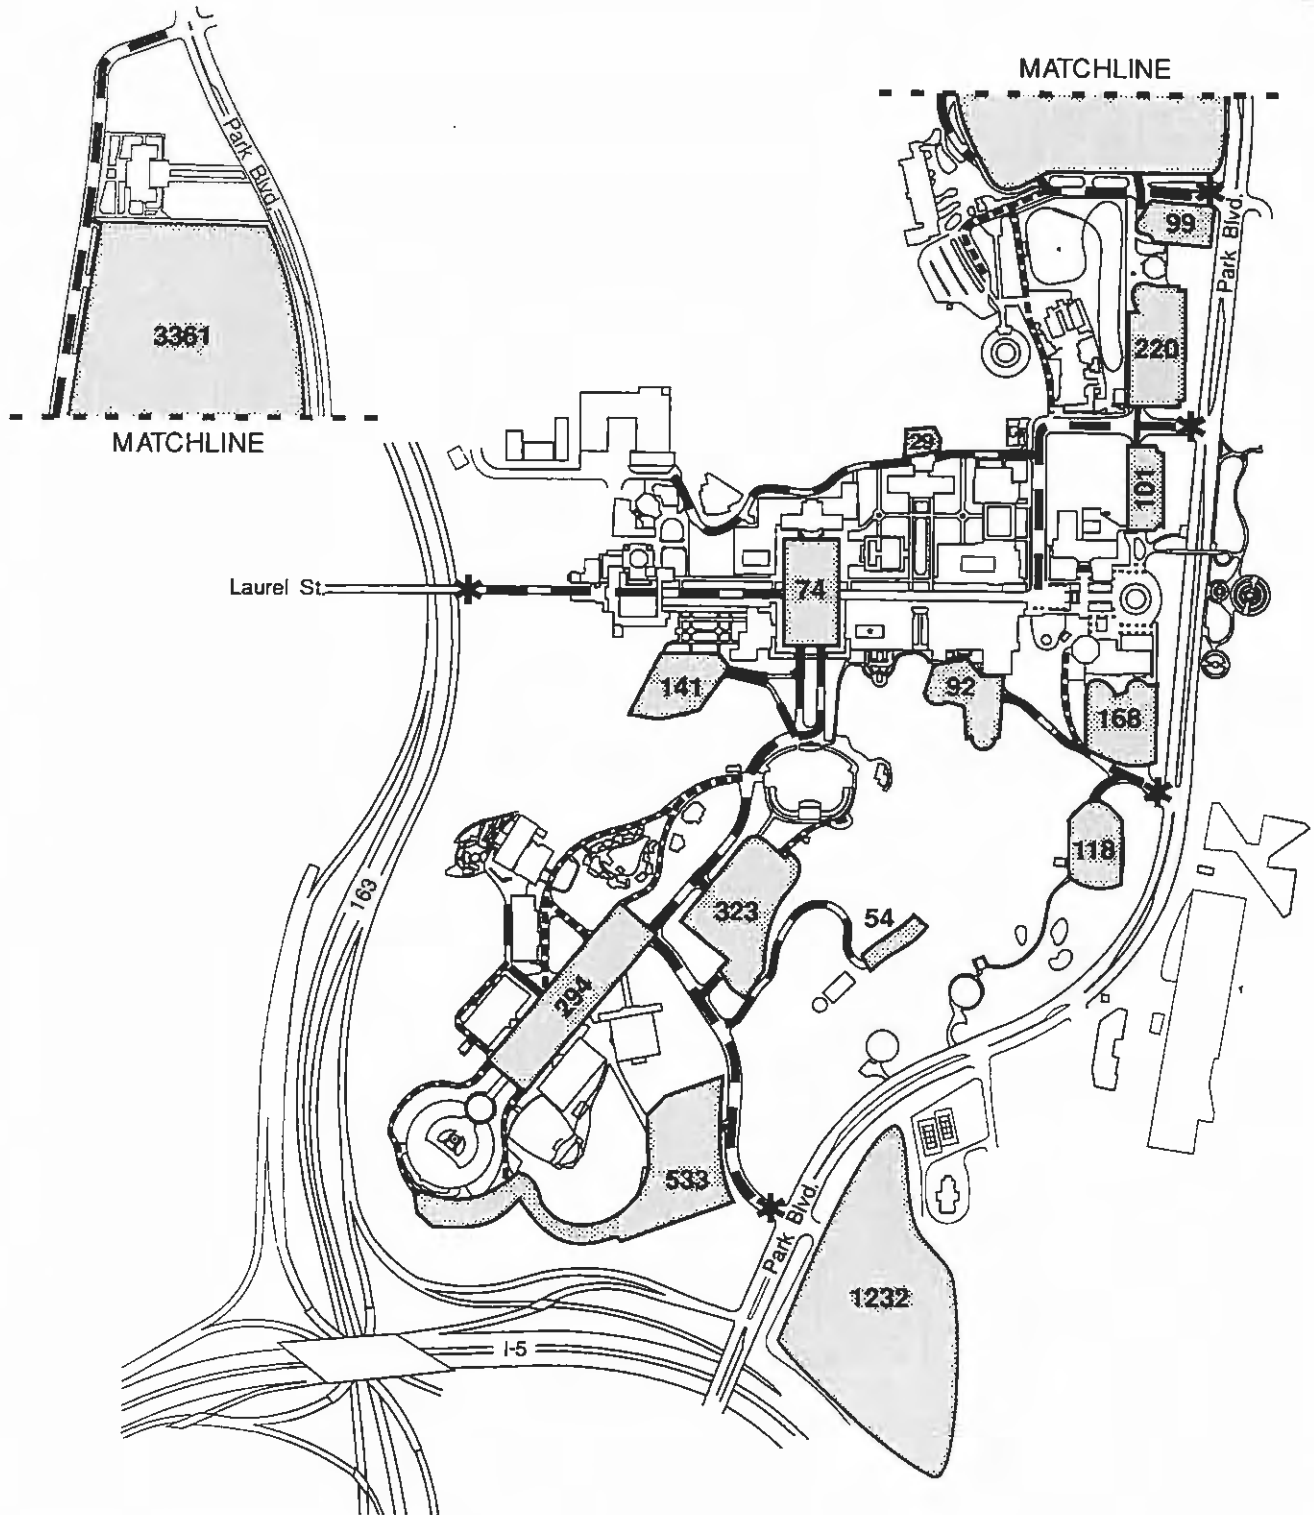 MATCHLINE
Park Blvd.
99
Park Blvd.
3361
220
MATCHLINE
29
101
Laurel St.
74
141
92
168
118
163
323
54
294
533
Park Blvd.
1232
I-5